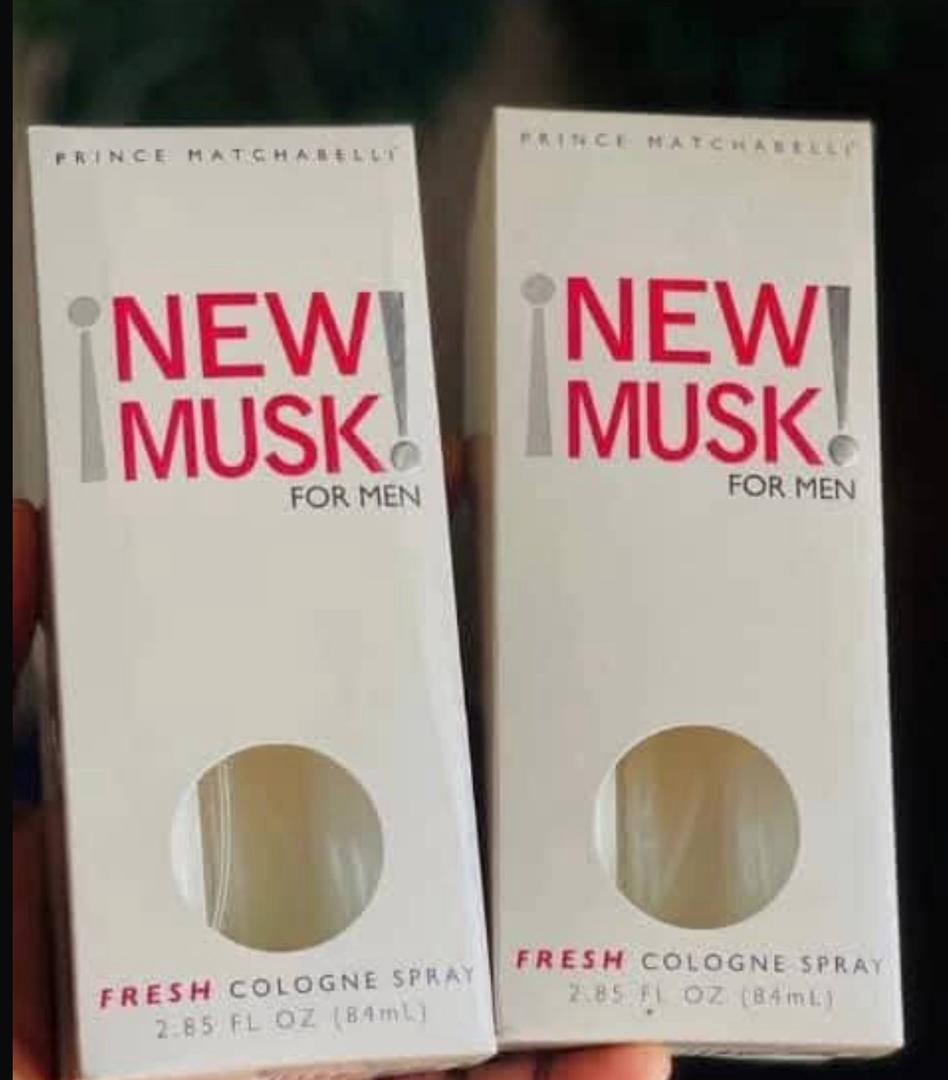 PRINCE MATCHABELLI
¡NEW
MUSK!
FOR MEN
FRESH COLOGNE SPRAY
2.85 FL OZ (84mL)
PRINCE MATCHABELLI
¡NEW
MUSK!
FOR MEN
FRESH COLOGNE SPRAY
2.85 FL OZ (84mL)